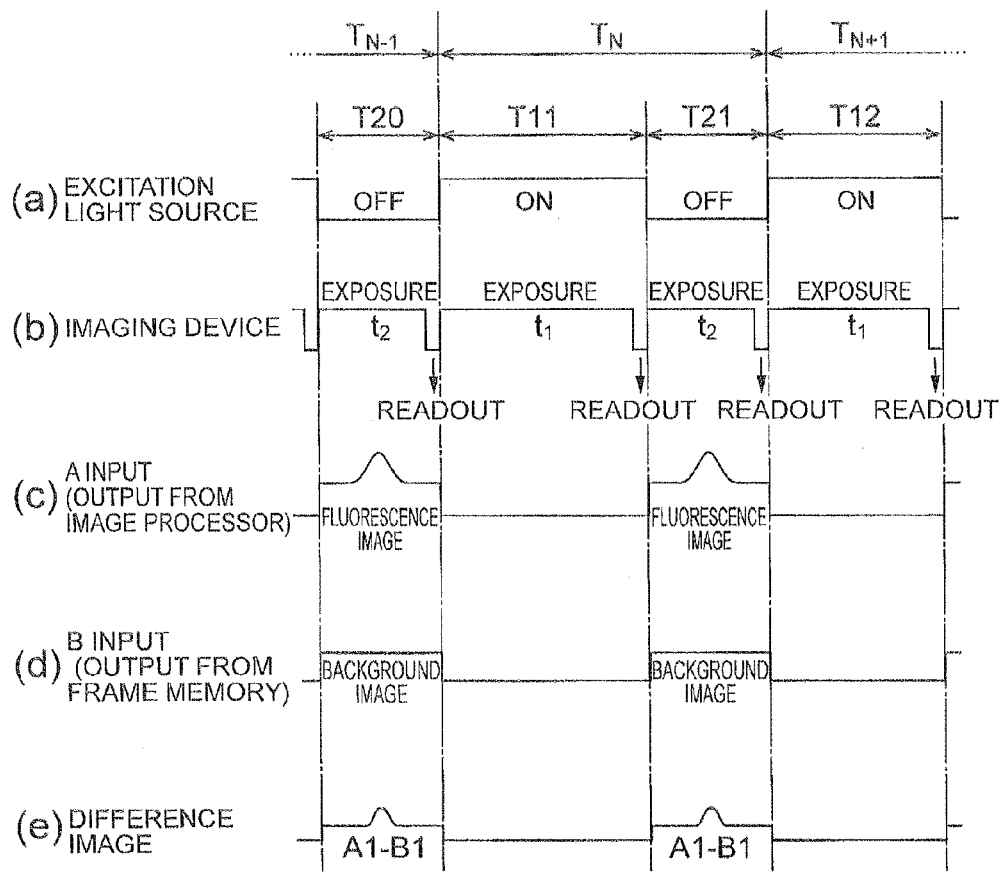 T_{N-1} T_N T_{N+1}
T20 T11 T21 T12
(a) EXCITATION
LIGHT SOURCE
OFF ON OFF ON
(b) IMAGING DEVICE
EXPOSURE EXPOSURE EXPOSURE EXPOSURE
t₂ t₁ t₂ t₁
READOUT READOUT READOUT READOUT
(c) A INPUT
(OUTPUT FROM
IMAGE PROCESSOR)
FLUORESCENCE FLUORESCENCE
IMAGE IMAGE
(d) B INPUT
(OUTPUT FROM
FRAME MEMORY)
BACKGROUND BACKGROUND
IMAGE IMAGE
(e) DIFFERENCE
IMAGE
A1-B1 A1-B1